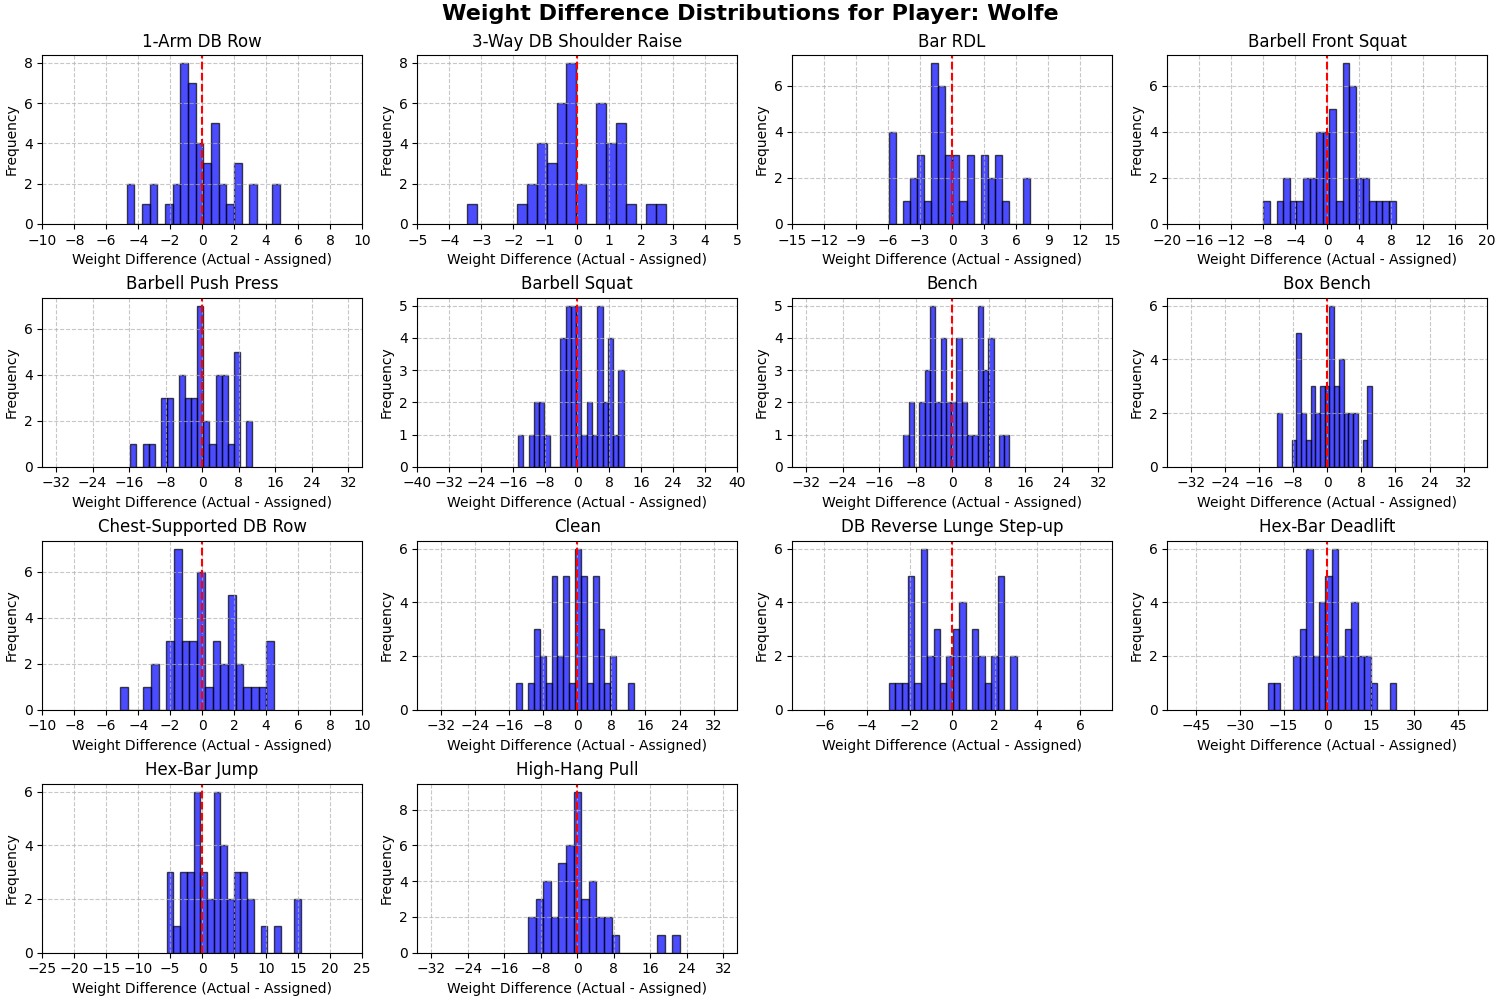 Weight Difference Distributions for Player: Wolfe
1-Arm DB Row
Frequency
8
6
4
2
0
−10 −8 −6 −4 −2 0 2 4 6 8 10
Weight Difference (Actual - Assigned)
3-Way DB Shoulder Raise
Frequency
8
6
4
2
0
−5 −4 −3 −2 −1 0 1 2 3 4 5
Weight Difference (Actual - Assigned)
Bar RDL
Frequency
6
4
2
0
−15 −12 −9 −6 −3 0 3 6 9 12 15
Weight Difference (Actual - Assigned)
Barbell Front Squat
Frequency
6
4
2
0
−20 −16 −12 −8 −4 0 4 8 12 16 20
Weight Difference (Actual - Assigned)
Barbell Push Press
Frequency
6
4
2
0
−32 −24 −16 −8 0 8 16 24 32
Weight Difference (Actual - Assigned)
Barbell Squat
Frequency
5
4
3
2
1
0
−40 −32 −24 −16 −8 0 8 16 24 32 40
Weight Difference (Actual - Assigned)
Bench
Frequency
5
4
3
2
1
0
−32 −24 −16 −8 0 8 16 24 32
Weight Difference (Actual - Assigned)
Box Bench
Frequency
6
4
2
0
−32 −24 −16 −8 0 8 16 24 32
Weight Difference (Actual - Assigned)
Chest-Supported DB Row
Frequency
6
4
2
0
−10 −8 −6 −4 −2 0 2 4 6 8 10
Weight Difference (Actual - Assigned)
Clean
Frequency
6
4
2
0
−32 −24 −16 −8 0 8 16 24 32
Weight Difference (Actual - Assigned)
DB Reverse Lunge Step-up
Frequency
6
4
2
0
−6 −4 −2 0 2 4 6
Weight Difference (Actual - Assigned)
Hex-Bar Deadlift
Frequency
6
4
2
0
−45 −30 −15 0 15 30 45
Weight Difference (Actual - Assigned)
Hex-Bar Jump
Frequency
6
4
2
0
−25 −20 −15 −10 −5 0 5 10 15 20 25
Weight Difference (Actual - Assigned)
High-Hang Pull
Frequency
8
6
4
2
0
−32 −24 −16 −8 0 8 16 24 32
Weight Difference (Actual - Assigned)